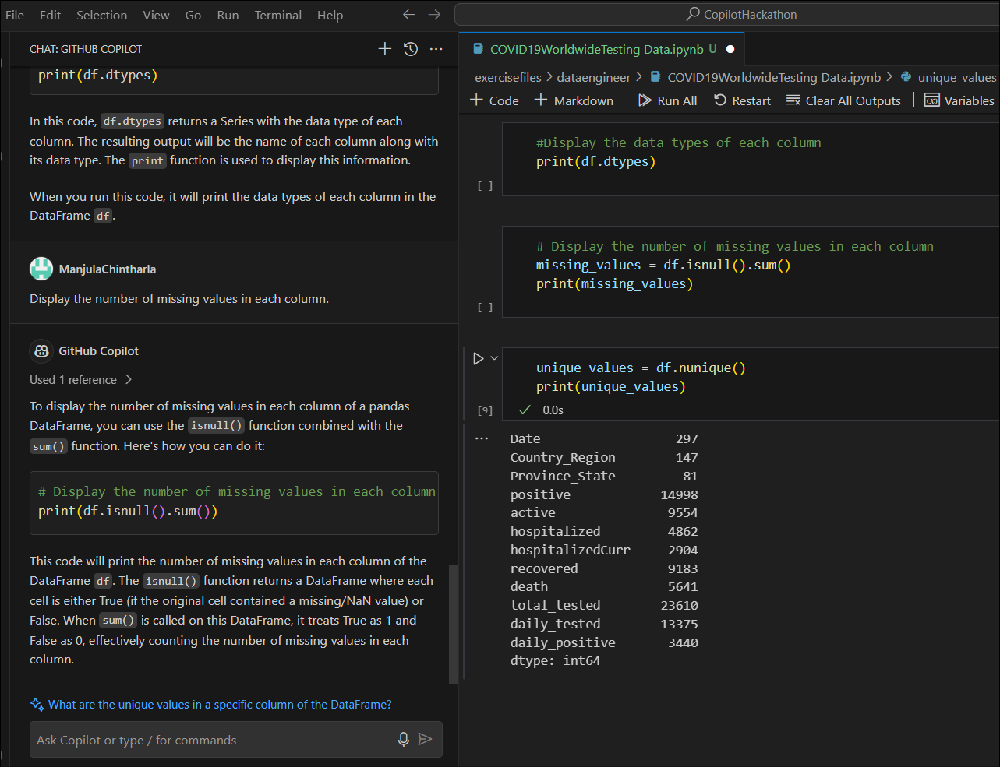 File Edit Selection View Go Run Terminal Help
CopilotHackathon
CHAT: GITHUB COPILOT
print(df.dtypes)
In this code, df.dtypes returns a Series with the data type of each
column. The resulting output will be the name of each column along with
its data type. The print function is used to display this information.
When you run this code, it will print the data types of each column in the
DataFrame df.
ManjulaChintharla
Display the number of missing values in each column.
GitHub Copilot
Used 1 reference
To display the number of missing values in each column of a pandas
DataFrame, you can use the isnull() function combined with the
sum() function. Here's how you can do it:
# Display the number of missing values in each column
print(df.isnull().sum())
This code will print the number of missing values in each column of the
DataFrame df. The isnull() function returns a DataFrame where each
cell is either True (if the original cell contained a missing/NaN value) or
False. When sum() is called on this DataFrame, it treats True as 1 and
False as 0, effectively counting the number of missing values in each
column.
What are the unique values in a specific column of the DataFrame?
Ask Copilot or type / for commands
COVID19WorldwideTesting Data.ipynb U
exercisefiles > dataengineer > COVID19WorldwideTesting Data.ipynb > unique_values
+ Code + Markdown Run All Restart Clear All Outputs Variables
#Display the data types of each column
print(df.dtypes)
[ ]
# Display the number of missing values in each column
missing_values = df.isnull().sum()
print(missing_values)
[ ]
unique_values = df.nunique()
print(unique_values)
[9] 0.0s
Date 297
Country_Region 147
Province_State 81
positive 14998
active 9554
hospitalized 4862
hospitalizedCurr 2904
recovered 9183
death 5641
total_tested 23610
daily_tested 13375
daily_positive 3440
dtype: int64